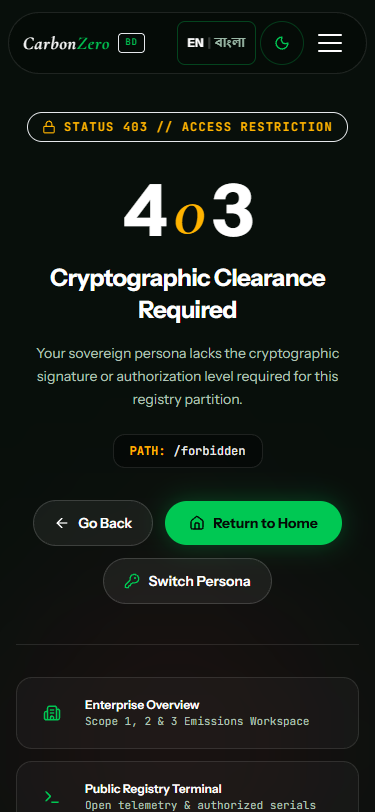 CarbonZero BD EN | বাংলা
STATUS 403 // ACCESS RESTRICTION
403
Cryptographic Clearance
Required
Your sovereign persona lacks the cryptographic
signature or authorization level required for this
registry partition.
PATH: /forbidden
Go Back Return to Home
Switch Persona
Enterprise Overview
Scope 1, 2 & 3 Emissions Workspace
Public Registry Terminal
Open telemetry & authorized serials